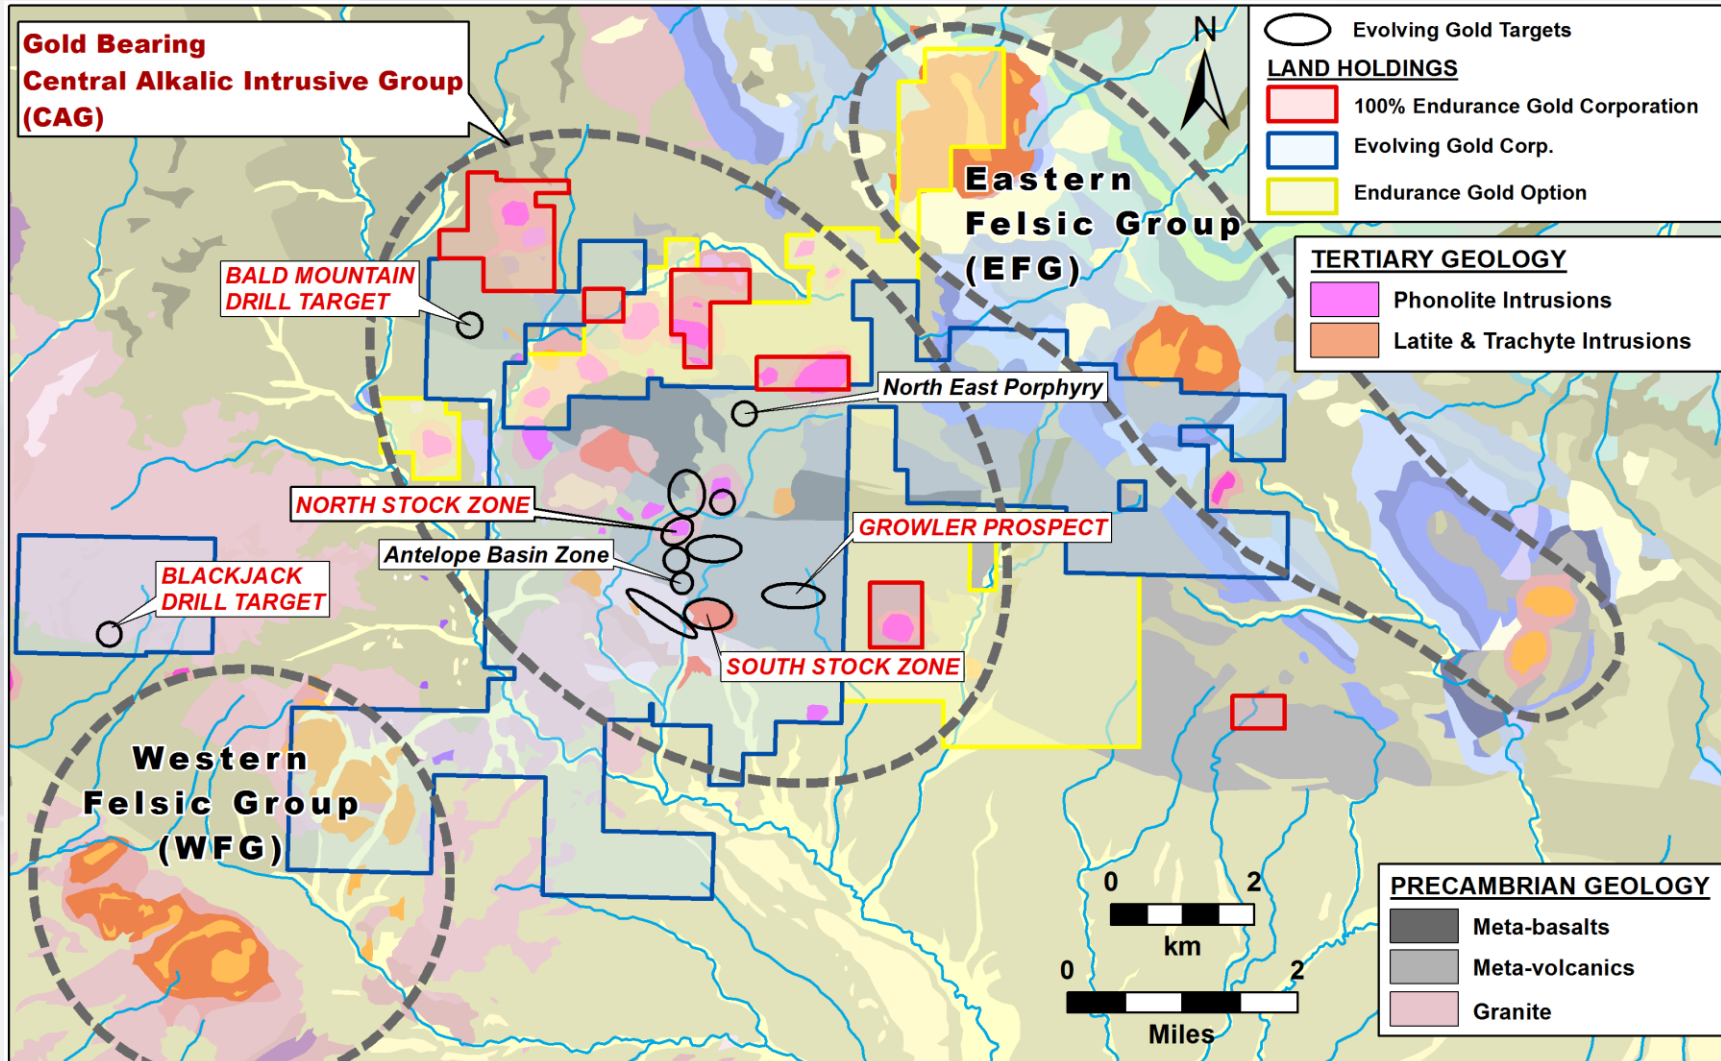 Gold Bearing
Central Alkalic Intrusive Group
(CAG)
N
Evolving Gold Targets
LAND HOLDINGS
100% Endurance Gold Corporation
Evolving Gold Corp.
Endurance Gold Option
TERTIARY GEOLOGY
Phonolite Intrusions
Latite & Trachyte Intrusions
Eastern
Felsic Group
(EFG)
BALD MOUNTAIN
DRILL TARGET
North East Porphyry
NORTH STOCK ZONE
Antelope Basin Zone
GROWLER PROSPECT
BLACKJACK
DRILL TARGET
SOUTH STOCK ZONE
Western
Felsic Group
(WFG)
0 2
km
0 2
Miles
PRECAMBRIAN GEOLOGY
Meta-basalts
Meta-volcanics
Granite